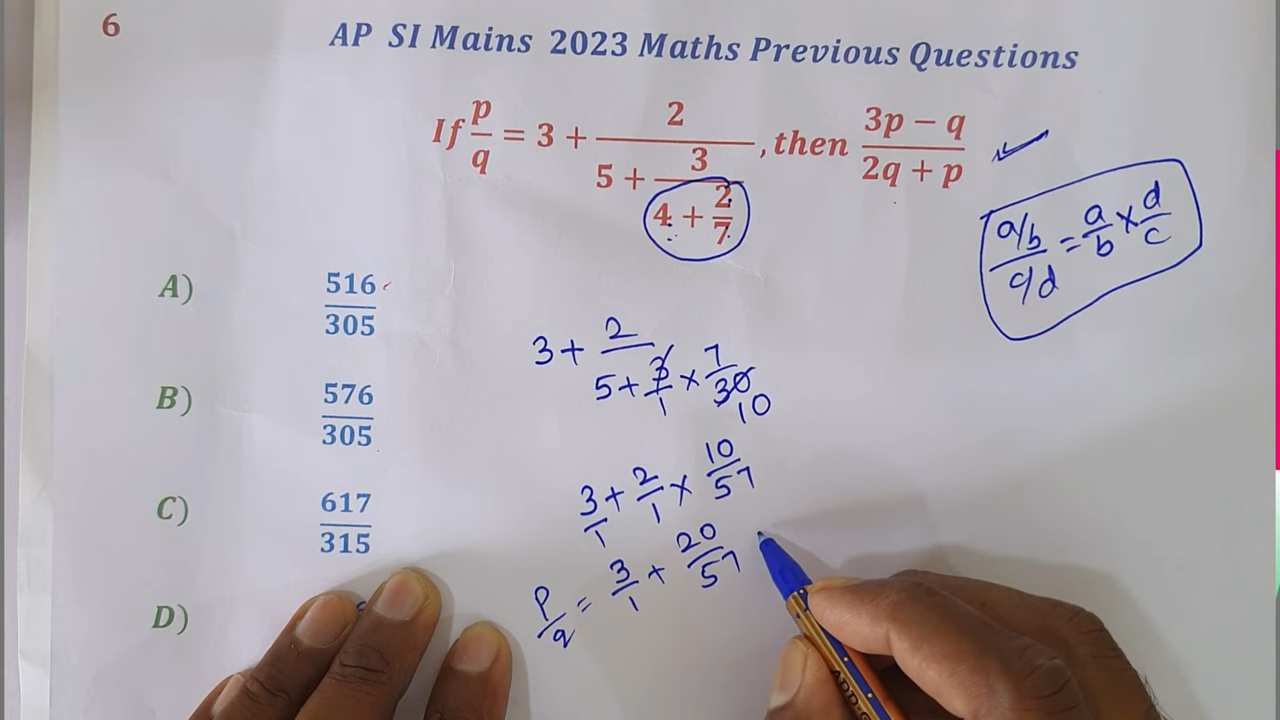 6
AP SI Mains 2023 Maths Previous Questions
If p/q = 3 + 2/(5 + 3/(4 + 2/7)), then (3p − q)/(2q + p)
(a/b)/(c/d) = a/b × d/c
A) 516/305
B) 576/305
C) 617/315
D)
3 + 2/(5 + 3/1 × 7/30) 10
3/1 + 2/1 × 10/57
p/q = 3/1 + 20/57